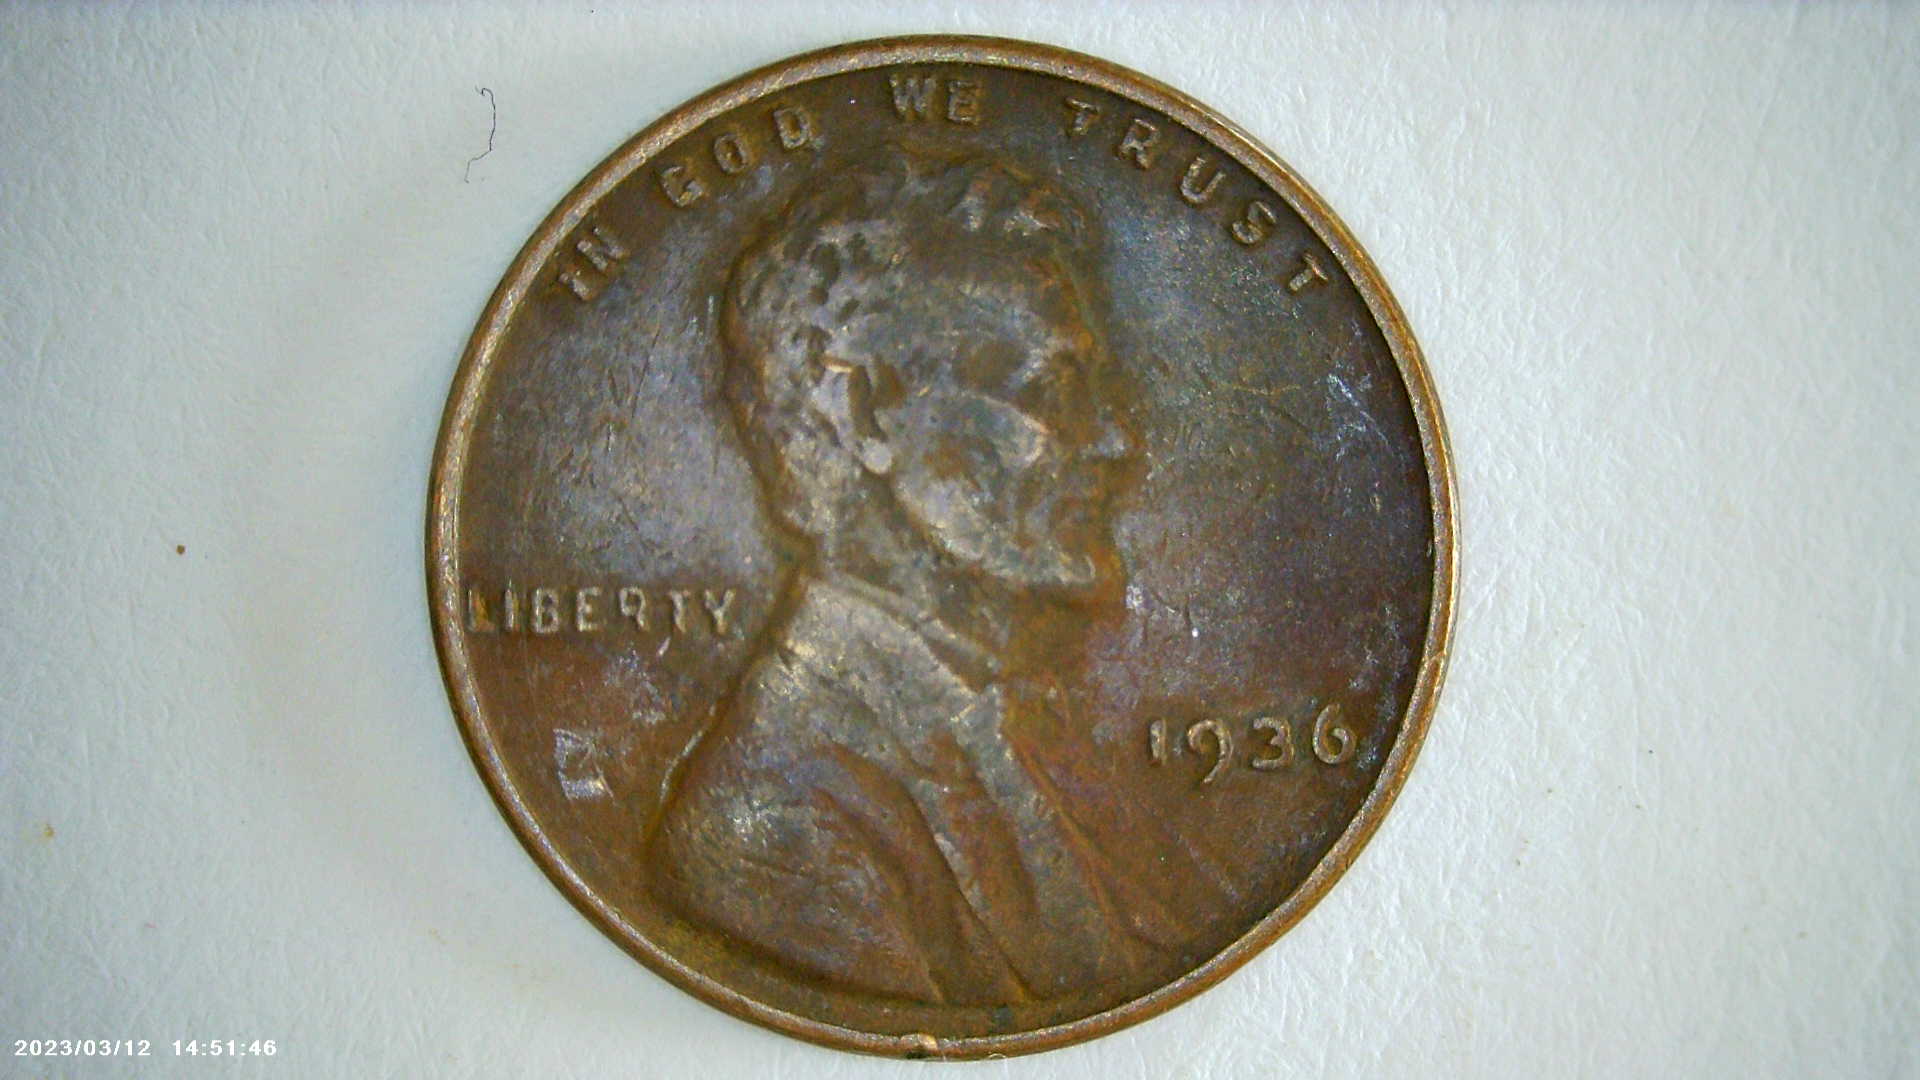 IN GOD WE TRUST
LIBERTY
1936
2023/03/12 14:51:46